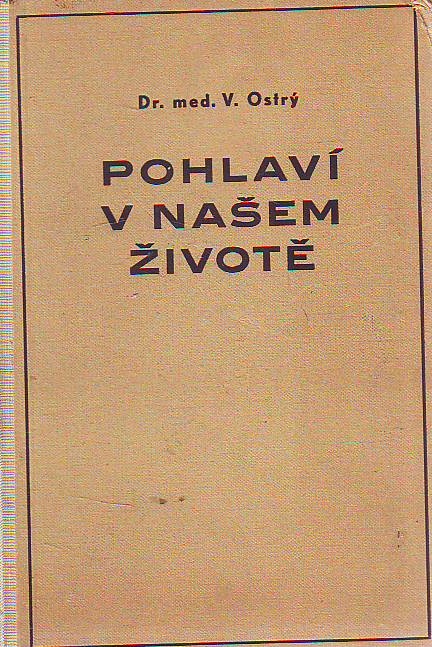 Dr. med. V. Ostrý
POHLAVÍ
V NAŠEM
ŽIVOTĚ